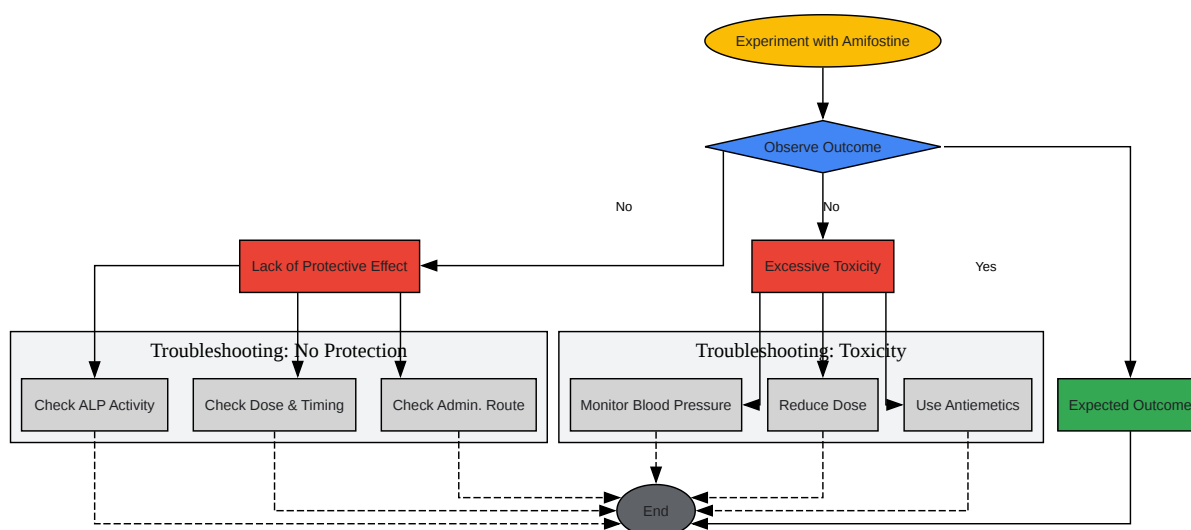 Experiment with Amifostine
Observe Outcome
No
No
Lack of Protective Effect
Excessive Toxicity
Yes
Troubleshooting: No Protection
Troubleshooting: Toxicity
Check ALP Activity
Check Dose & Timing
Check Admin. Route
Monitor Blood Pressure
Reduce Dose
Use Antiemetics
Expected Outcome
End